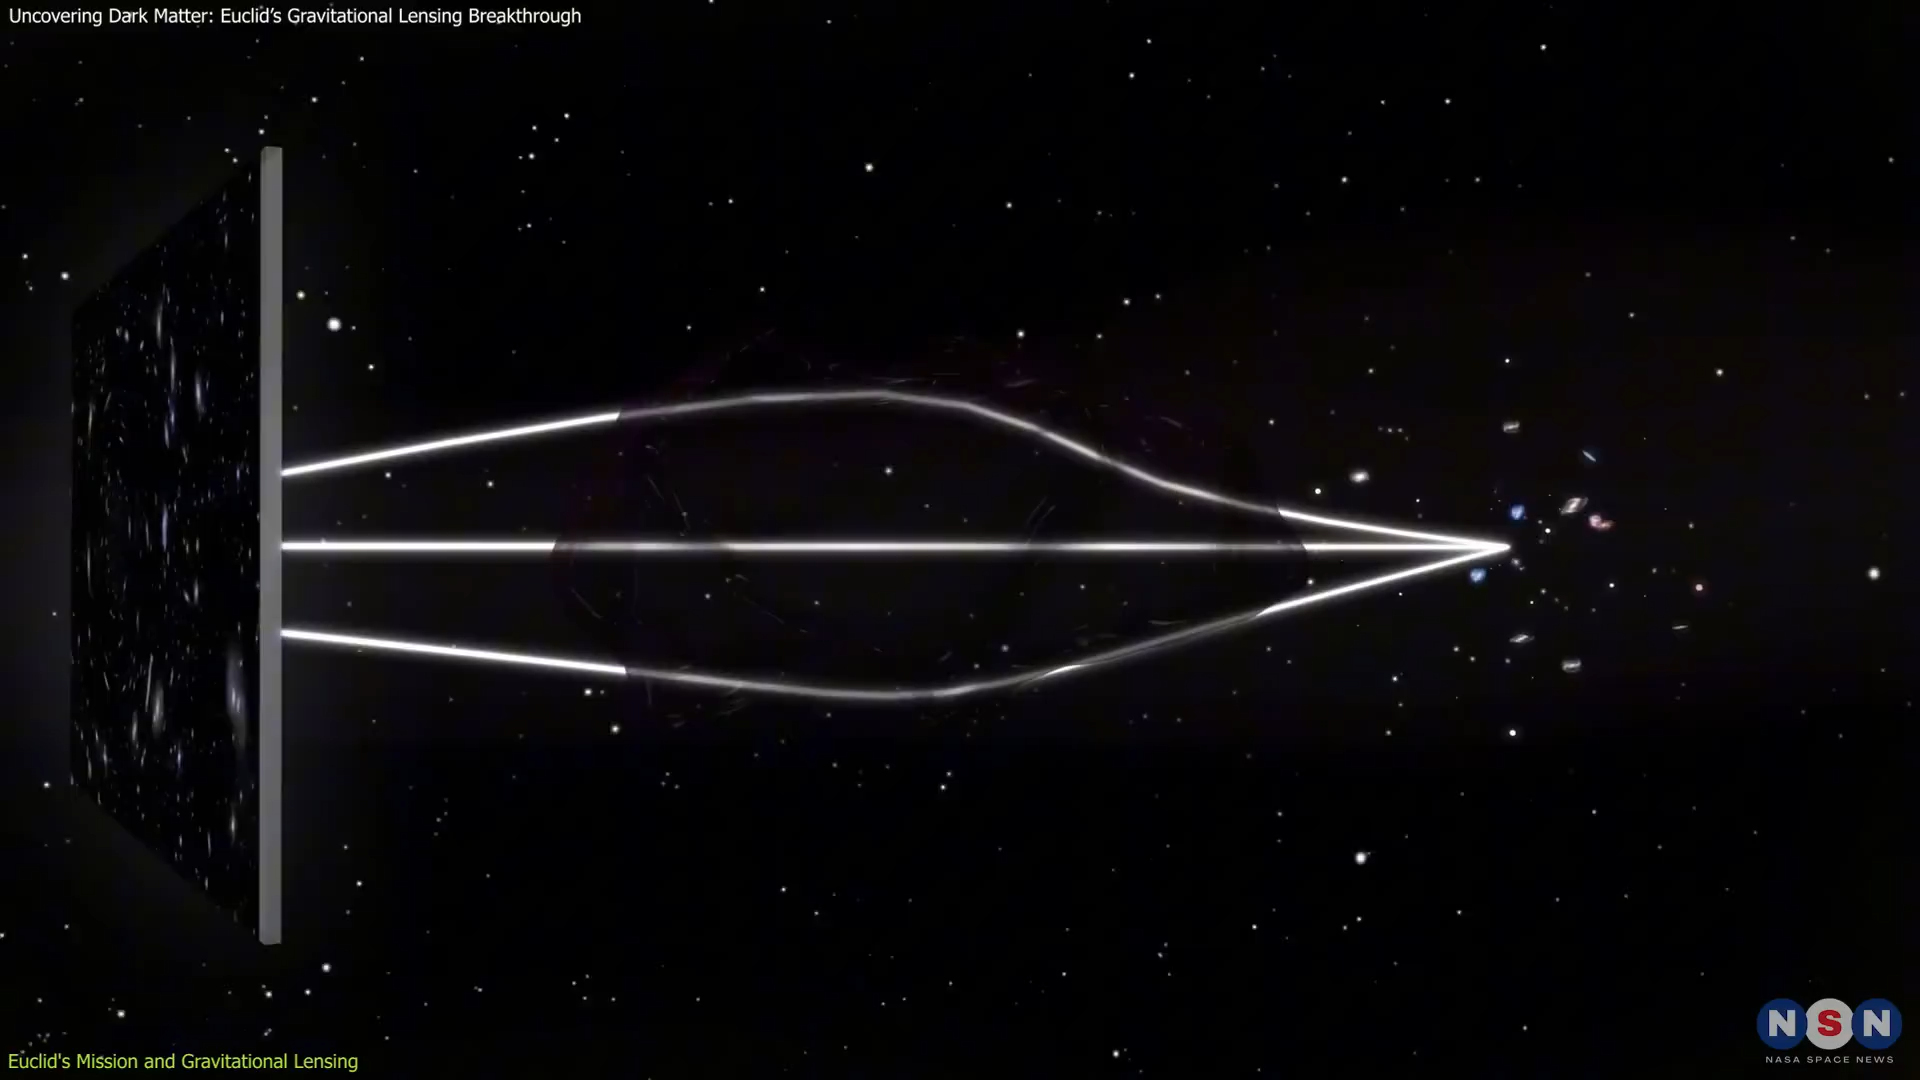 Uncovering Dark Matter: Euclid’s Gravitational Lensing Breakthrough
Euclid's Mission and Gravitational Lensing
NSN
NASA SPACE NEWS